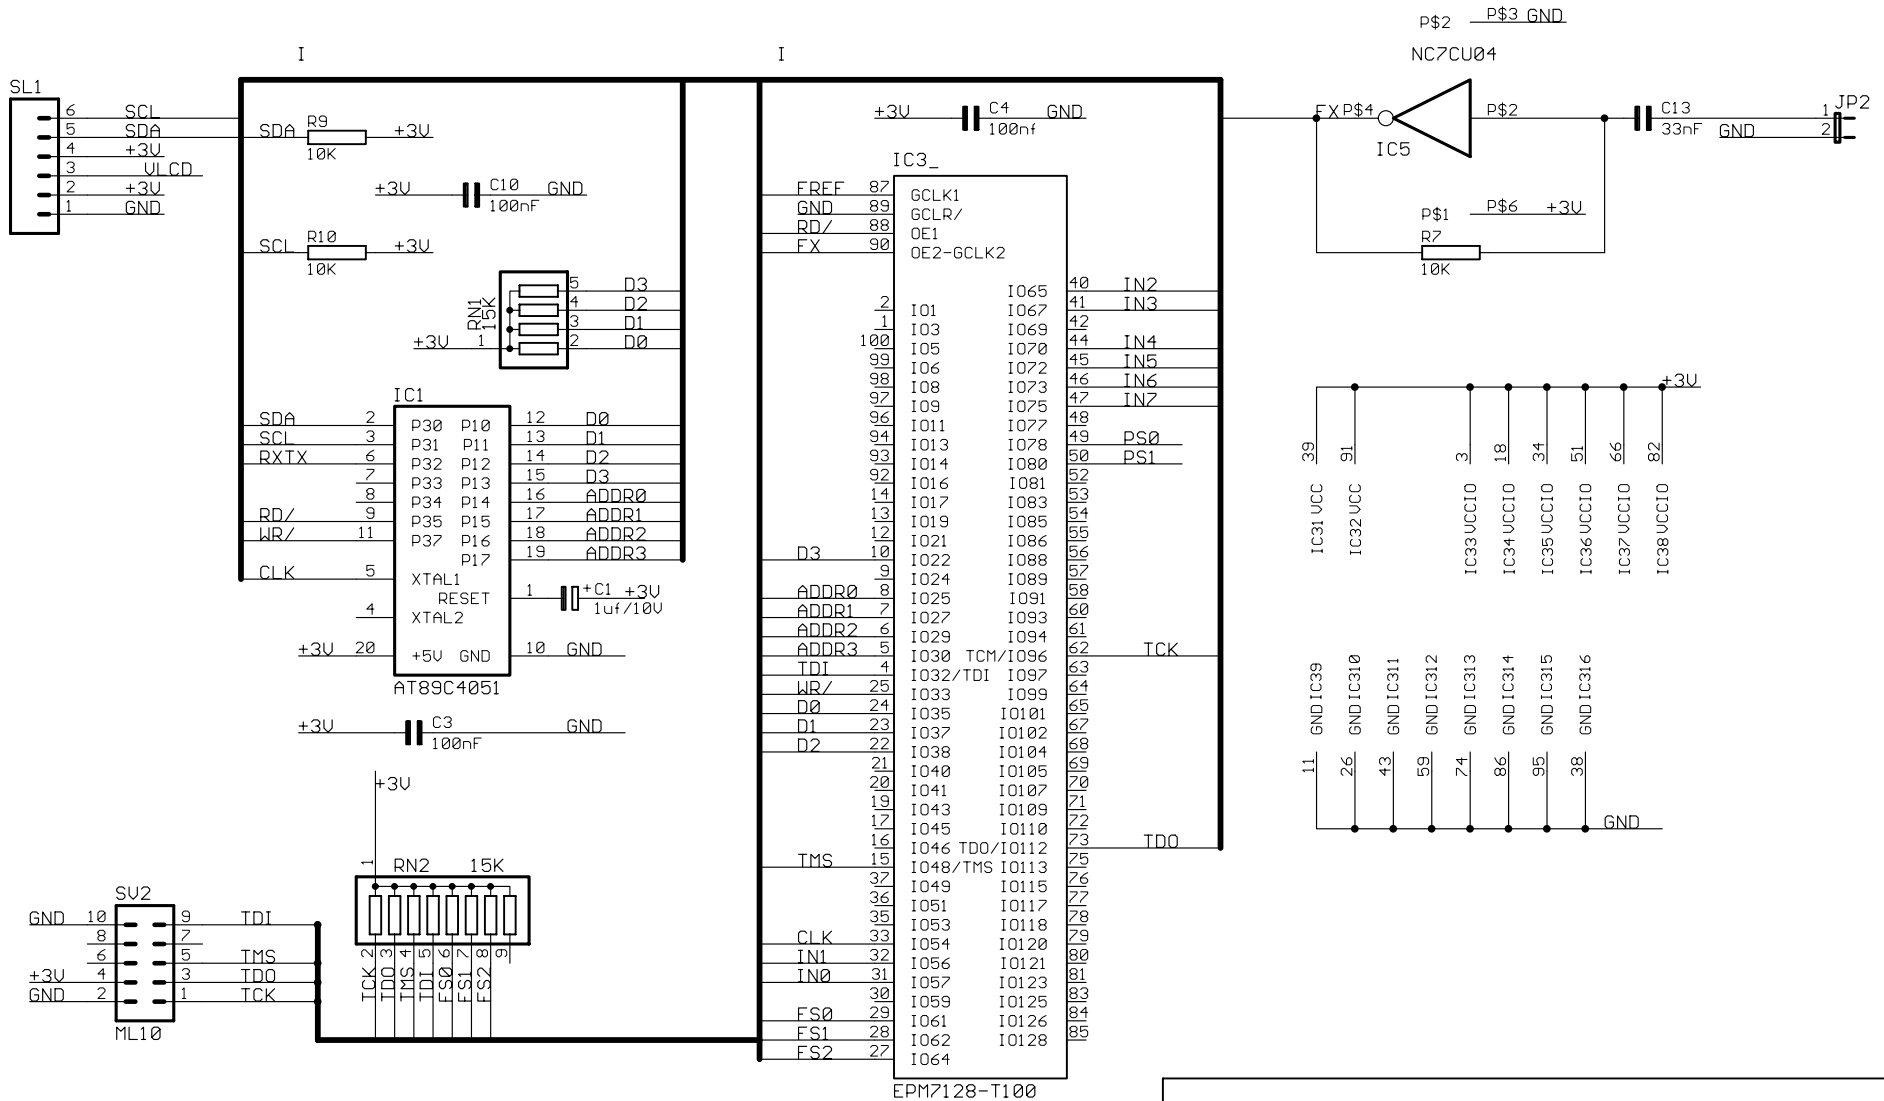 P$2 P$3 GND
NC7CU04
I I
SL1
6 SCL
5 SDA
4 +3V
3 VLCD
2 +3V
1 GND
SDA R9 10K +3V
+3V C10 100nF GND
SCL R10 10K +3V
RN1 15K
5 D3
4 D2
3 D1
2 D0
+3V 1
IC1
SDA 2 P30 P10 12 D0
SCL 3 P31 P11 13 D1
RXTX 6 P32 P12 14 D2
7 P33 P13 15 D3
8 P34 P14 16 ADDR0
RD/ 9 P35 P15 17 ADDR1
WR/ 11 P37 P16 18 ADDR2
P17 19 ADDR3
CLK 5 XTAL1
RESET 1 + C1 +3V
1uf/10V
4 XTAL2
+3V 20 +5V GND 10 GND
AT89C4051
+3V C3 100nF GND
+3V
1 RN2 15K
TCK 2
TDO 3
TMS 4
TDI 5
FS0 6
FS1 7
FS2 8
9
SV2
GND 10 9 TDI
8 7
6 5 TMS
+3V 4 3 TDO
GND 2 1 TCK
ML10
+3V C4 100nf GND
IC3_
FREF 87 GCLK1
GND 89 GCLR/
RD/ 88 OE1
FX 90 OE2-GCLK2
2 IO1
1 IO3
100 IO5
99 IO6
98 IO8
97 IO9
96 IO11
94 IO13
93 IO14
92 IO16
14 IO17
13 IO19
12 IO21
D3 10 IO22
9 IO24
ADDR0 8 IO25
ADDR1 7 IO27
ADDR2 6 IO29
ADDR3 5 IO30
TDI 4 IO32/TDI
WR/ 25 IO33
D0 24 IO35
D1 23 IO37
D2 22 IO38
21 IO40
20 IO41
19 IO43
17 IO45
16 IO46
TMS 15 IO48/TMS
37 IO49
36 IO51
35 IO53
CLK 33 IO54
IN1 32 IO56
IN0 31 IO57
30 IO59
FS0 29 IO61
FS1 28 IO62
FS2 27 IO64
IO65 40 IN2
IO67 41 IN3
IO69 42
IO70 44 IN4
IO72 45 IN5
IO73 46 IN6
IO75 47 IN7
IO77 48
IO78 49 PS0
IO80 50 PS1
IO81 52
IO83 53
IO85 54
IO86 55
IO88 56
IO89 57
IO91 58
IO93 60
IO94 61
TCM/IO96 62 TCK
IO97 63
IO99 64
IO101 65
IO102 67
IO104 68
IO105 69
IO107 70
IO109 71
IO110 72
TDO/IO112 73 TDO
IO113 75
IO115 76
IO117 77
IO118 78
IO120 79
IO121 80
IO123 81
IO125 83
IO126 84
IO128 85
EPM7128-T100
FX P$4 P$2
IC5
C13 33nF
1 JP2
GND 2
P$1 P$6 +3V
R7
10K
+3V
39 IC31 VCC
91 IC32 VCC
3 IC33 VCCIO
18 IC34 VCCIO
34 IC35 VCCIO
51 IC36 VCCIO
66 IC37 VCCIO
82 IC38 VCCIO
11 GND IC39
26 GND IC310
43 GND IC311
59 GND IC312
74 GND IC313
86 GND IC314
95 GND IC315
38 GND IC316
GND